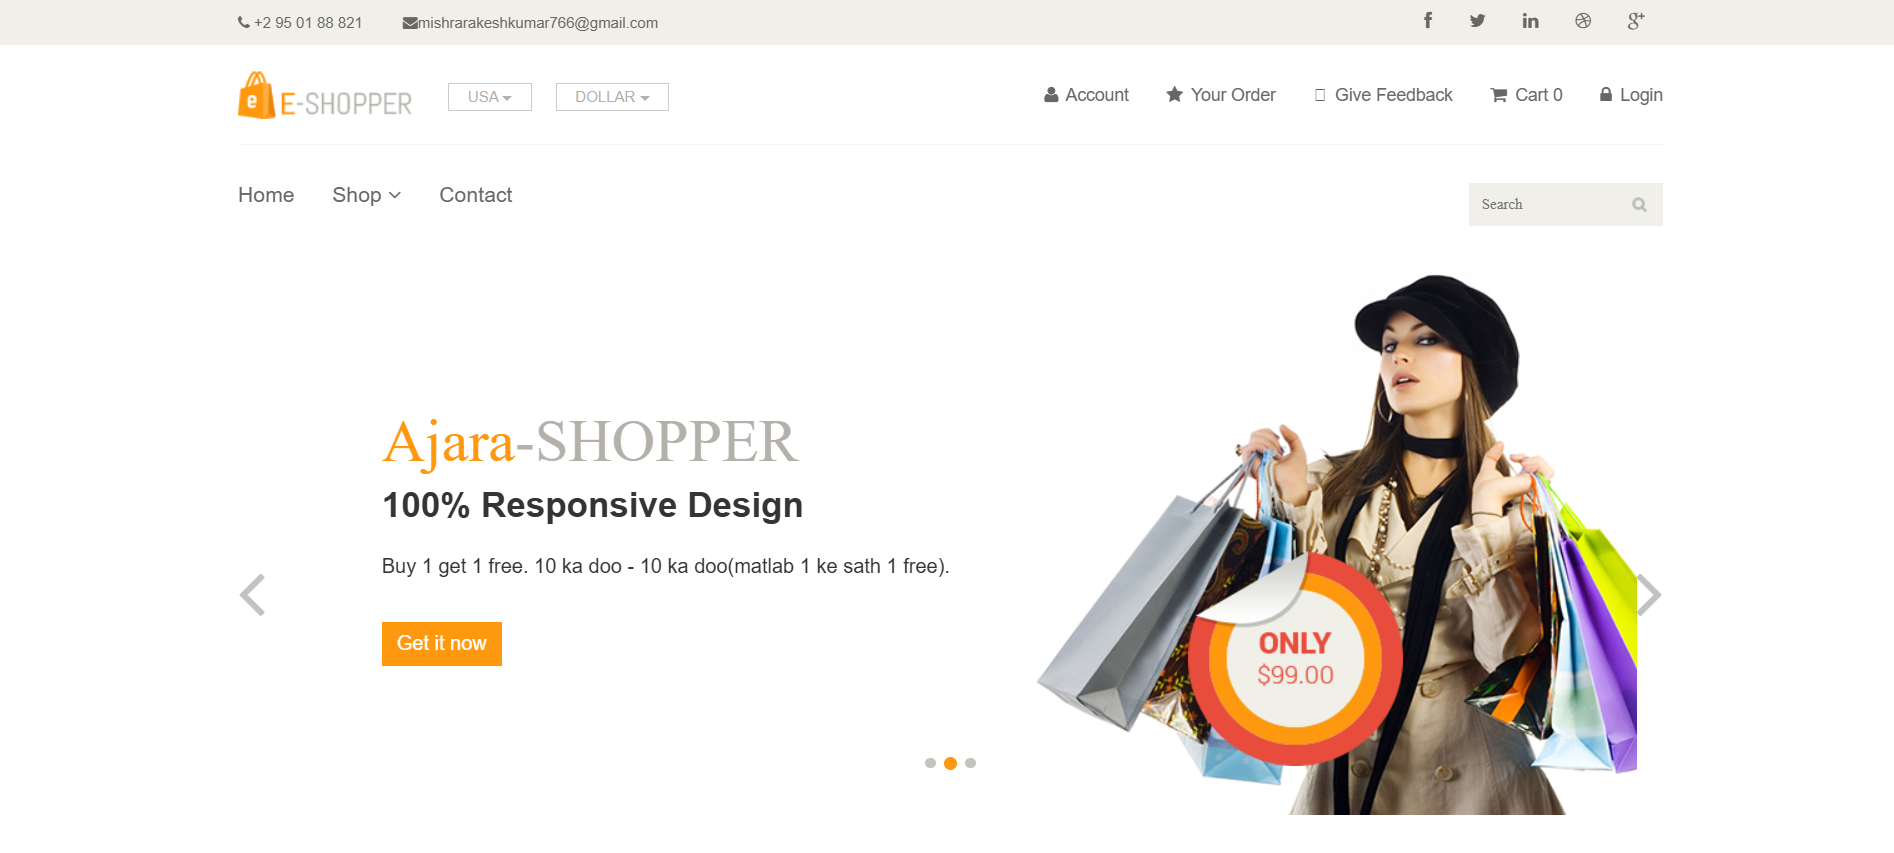 +2 95 01 88 821 mishrarakeshkumar766@gmail.com
E-SHOPPER USA DOLLAR Account Your Order Give Feedback Cart 0 Login
Home Shop Contact Search
Ajara-SHOPPER
100% Responsive Design
Buy 1 get 1 free. 10 ka doo - 10 ka doo(matlab 1 ke sath 1 free).
Get it now
ONLY
$99.00